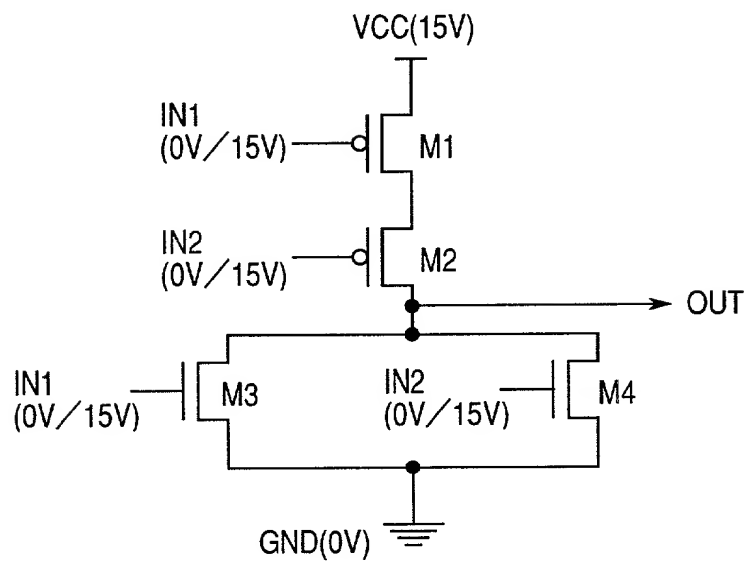 VCC(15V)
IN1
(0V/15V)
M1
IN2
(0V/15V)
M2
OUT
IN1
(0V/15V)
M3
IN2
(0V/15V)
M4
GND(0V)